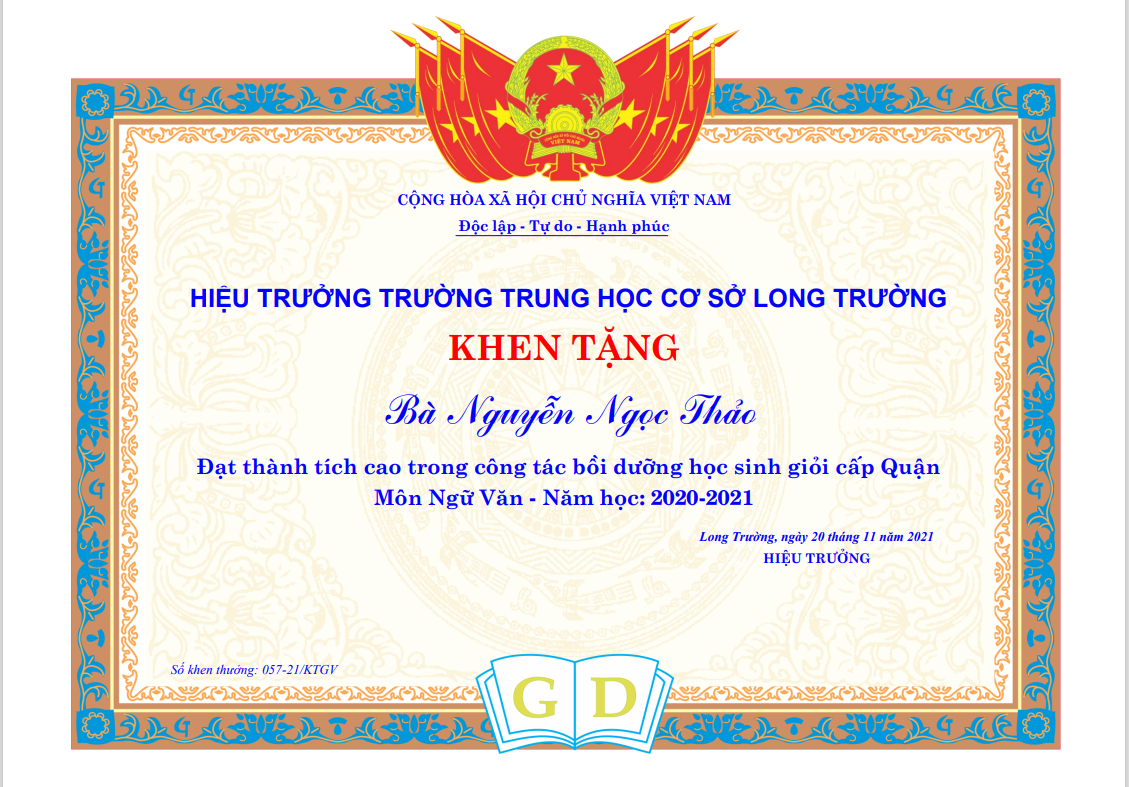 VIỆT NAM
CỘNG HÒA XÃ HỘI CHỦ NGHĨA VIỆT NAM
Độc lập - Tự do - Hạnh phúc
HIỆU TRƯỞNG TRƯỜNG TRUNG HỌC CƠ SỞ LONG TRƯỜNG
KHEN TẶNG
Bà Nguyễn Ngọc Thảo
Đạt thành tích cao trong công tác bồi dưỡng học sinh giỏi cấp Quận
Môn Ngữ Văn - Năm học: 2020-2021
Long Trường, ngày 20 tháng 11 năm 2021
HIỆU TRƯỞNG
Số khen thưởng: 057-21/KTGV
G D